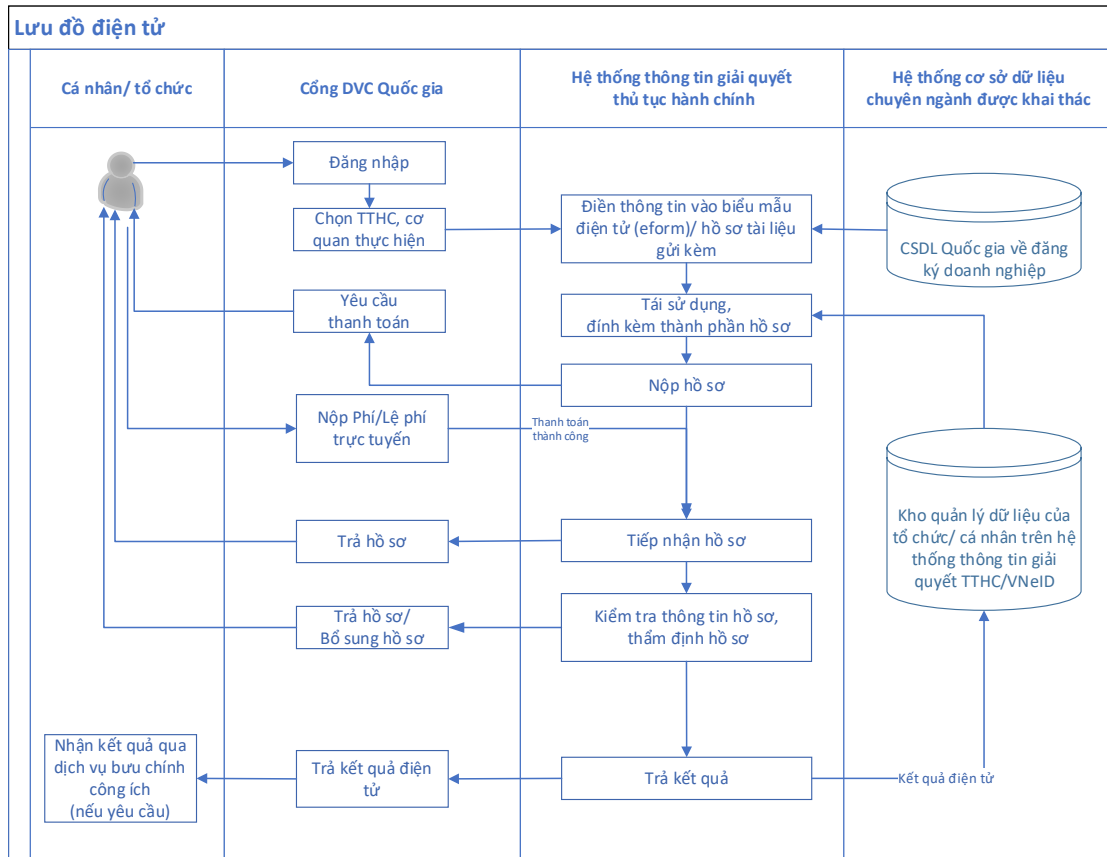 Lưu đồ điện tử
Cá nhân/ tổ chức
Cổng DVC Quốc gia
Hệ thống thông tin giải quyết
thủ tục hành chính
Hệ thống cơ sở dữ liệu
chuyên ngành được khai thác
Đăng nhập
Chọn TTHC, cơ
quan thực hiện
Điền thông tin vào biểu mẫu
điện tử (eform)/ hồ sơ tài liệu
gửi kèm
CSDL Quốc gia về đăng
ký doanh nghiệp
Yêu cầu
thanh toán
Tái sử dụng,
đính kèm thành phần hồ sơ
Nộp hồ sơ
Nộp Phí/Lệ phí
trực tuyến
Thanh toán
thành công
Kho quản lý dữ liệu của
tổ chức/ cá nhân trên hệ
thống thông tin giải
quyết TTHC/VNeID
Trả hồ sơ
Tiếp nhận hồ sơ
Trả hồ sơ/
Bổ sung hồ sơ
Kiểm tra thông tin hồ sơ,
thẩm định hồ sơ
Nhận kết quả qua
dịch vụ bưu chính
công ích
(nếu yêu cầu)
Trả kết quả điện
tử
Trả kết quả
Kết quả điện tử